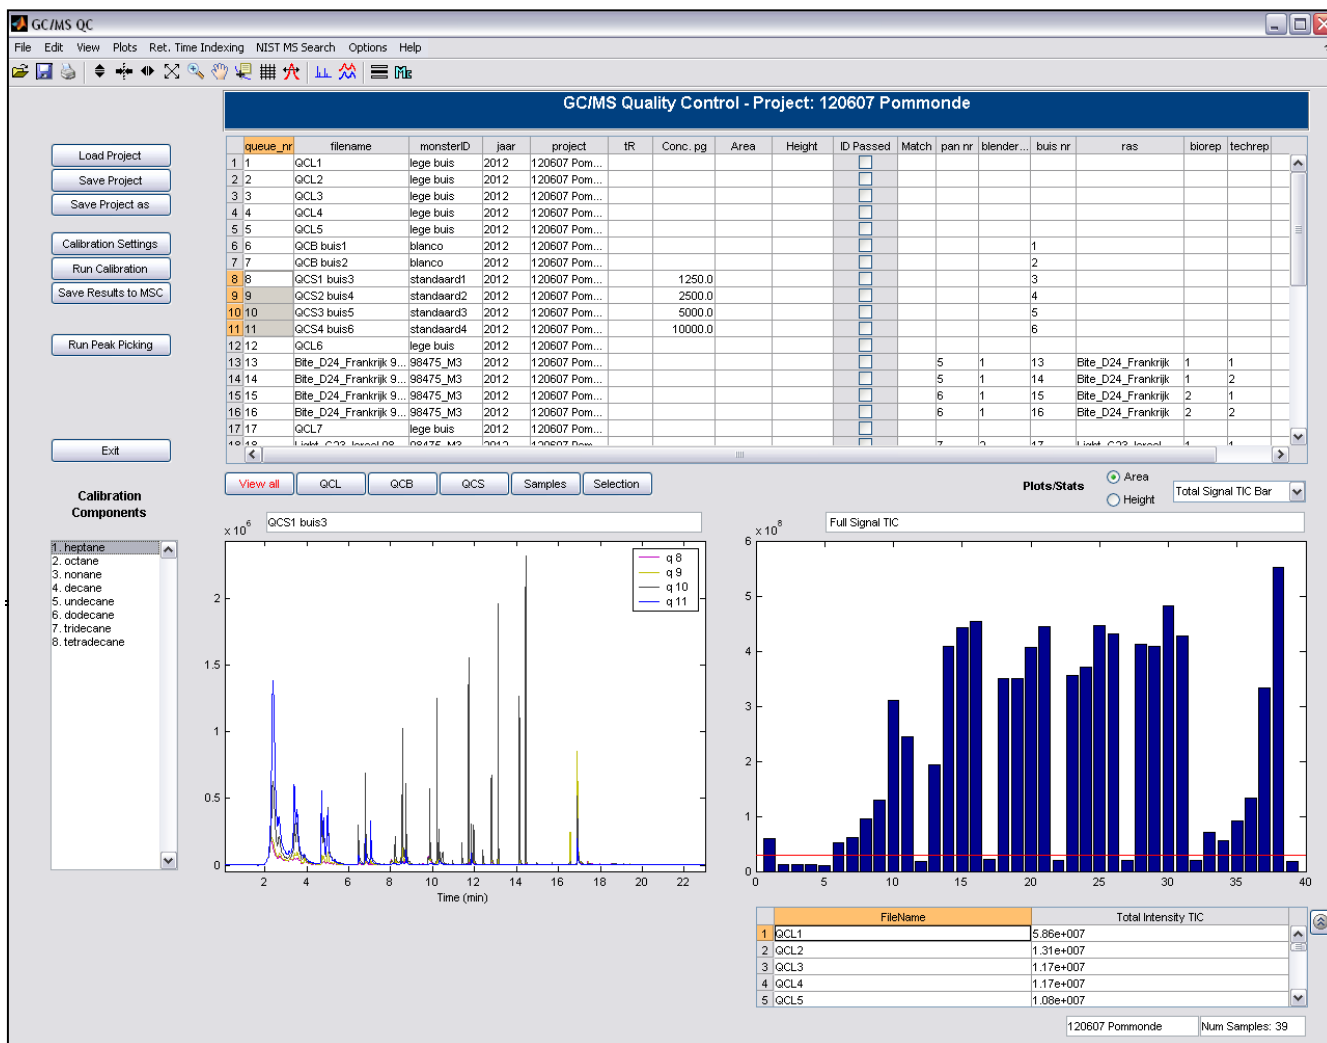 GC/MS QC
File Edit View Plots Ret. Time Indexing NIST MS Search Options Help
GC/MS Quality Control - Project: 120607 Pommonde
Load Project
Save Project
Save Project as
Calibration Settings
Run Calibration
Save Results to MSC
Run Peak Picking
Exit
queue_nr filename monsterID jaar project tR Conc. pg Area Height ID Passed Match pan nr blender... buis nr ras biorep techrep
1 1 QCL1 lege buis 2012 120607 Pom...
2 2 QCL2 lege buis 2012 120607 Pom...
3 3 QCL3 lege buis 2012 120607 Pom...
4 4 QCL4 lege buis 2012 120607 Pom...
5 5 QCL5 lege buis 2012 120607 Pom...
6 6 QCB buis1 blanco 2012 120607 Pom... 1
7 7 QCB buis2 blanco 2012 120607 Pom... 2
8 8 QCS1 buis3 standaard1 2012 120607 Pom... 1250.0 3
9 9 QCS2 buis4 standaard2 2012 120607 Pom... 2500.0 4
10 10 QCS3 buis5 standaard3 2012 120607 Pom... 5000.0 5
11 11 QCS4 buis6 standaard4 2012 120607 Pom... 10000.0 6
12 12 QCL6 lege buis 2012 120607 Pom...
13 13 Bite_D24_Frankrijk 9... 98475_M3 2012 120607 Pom... 5 1 13 Bite_D24_Frankrijk 1 1
14 14 Bite_D24_Frankrijk 9... 98475_M3 2012 120607 Pom... 5 1 14 Bite_D24_Frankrijk 1 2
15 15 Bite_D24_Frankrijk 9... 98475_M3 2012 120607 Pom... 6 1 15 Bite_D24_Frankrijk 2 1
16 16 Bite_D24_Frankrijk 9... 98475_M3 2012 120607 Pom... 6 1 16 Bite_D24_Frankrijk 2 2
17 17 QCL7 lege buis 2012 120607 Pom...
View all QCL QCB QCS Samples Selection
Plots/Stats
Area
Height
Total Signal TIC Bar
Calibration
Components
1. heptane
2. octane
3. nonane
4. decane
5. undecane
6. dodecane
7. tridecane
8. tetradecane
x 10^6
QCS1 buis3
q 8
q 9
q 10
q 11
2
1.5
1
0.5
0
2 4 6 8 10 12 14 16 18 20 22
Time (min)
x 10^8
Full Signal TIC
6
5
4
3
2
1
0
0 5 10 15 20 25 30 35 40
FileName Total Intensity TIC
1 QCL1 5.86e+007
2 QCL2 1.31e+007
3 QCL3 1.17e+007
4 QCL4 1.17e+007
5 QCL5 1.08e+007
120607 Pommonde Num Samples: 39